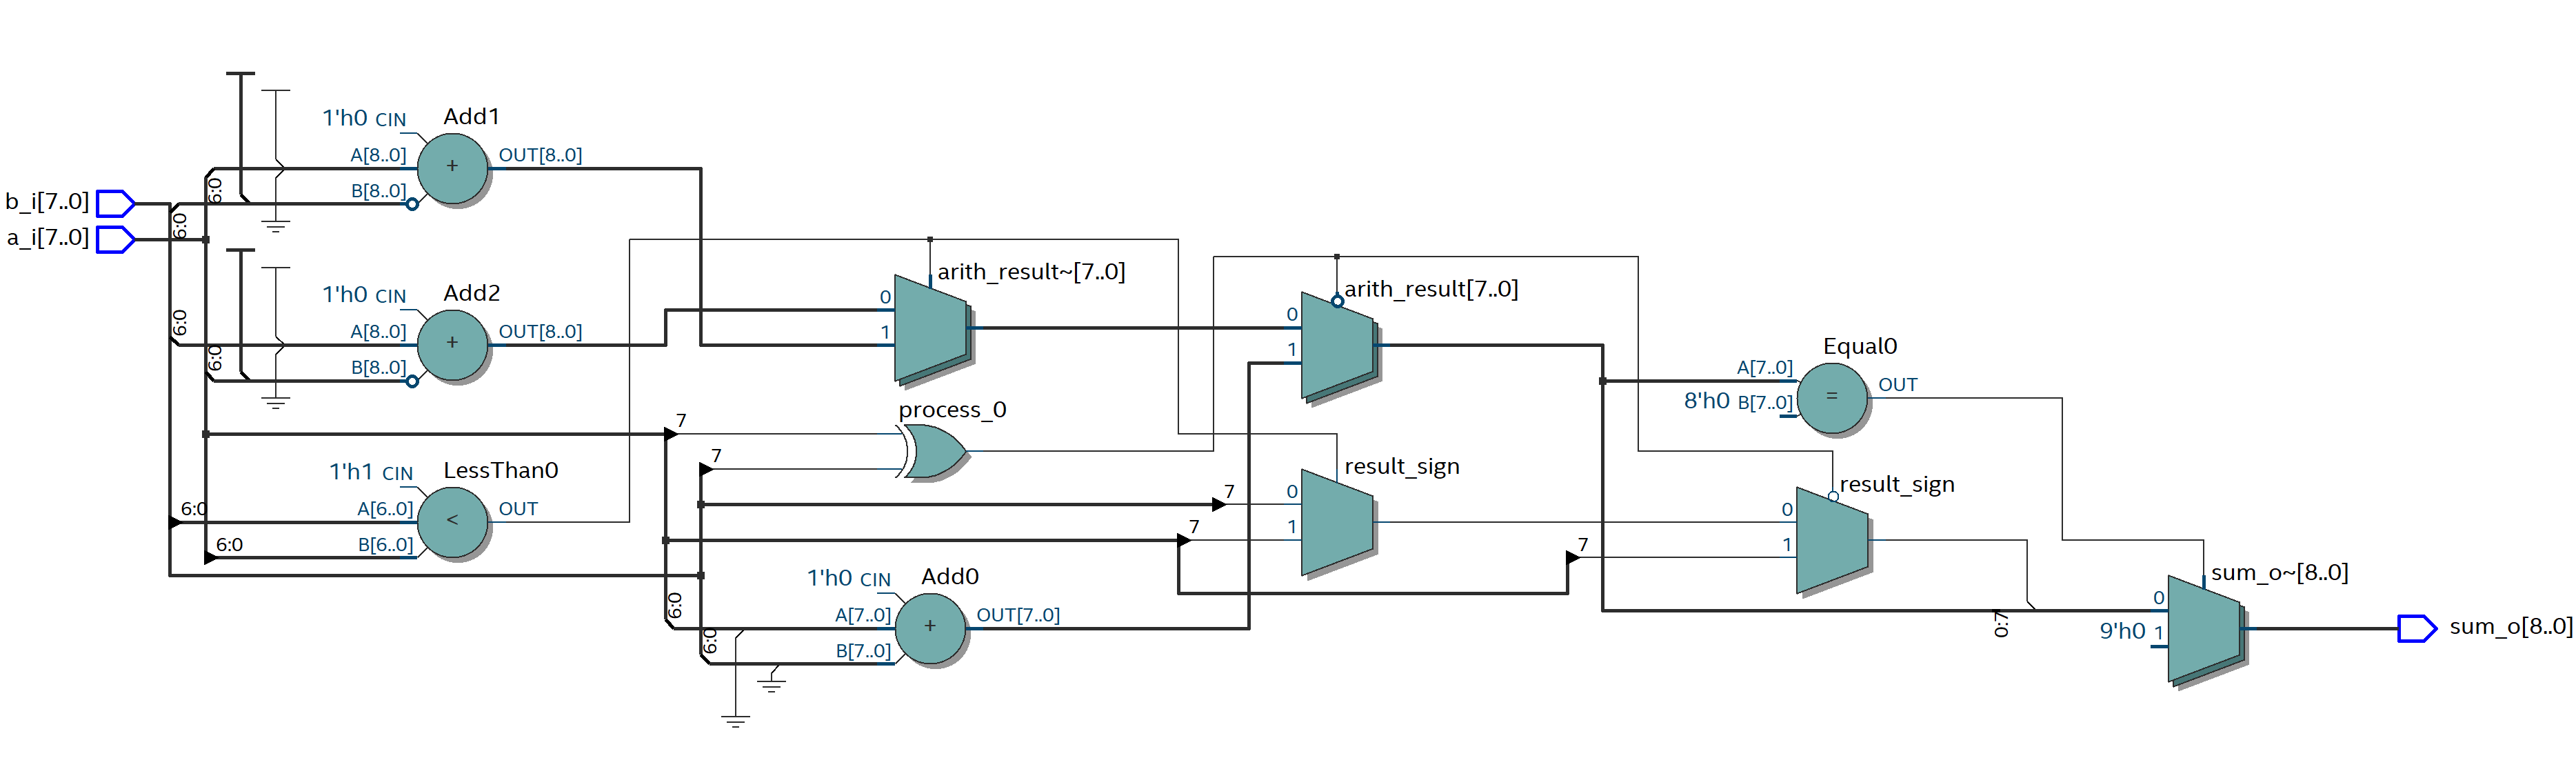 b_i[7..0]
a_i[7..0]
6:0
6:0
6:0
6:0
1'h0 CIN
Add1
A[8..0]
OUT[8..0]
B[8..0]
+
1'h0 CIN
Add2
A[8..0]
OUT[8..0]
B[8..0]
+
1'h1 CIN
LessThan0
6:0
A[6..0]
OUT
6:0
B[6..0]
<
arith_result~[7..0]
0
1
7
process_0
7
1'h0 CIN
Add0
6:0
A[7..0]
OUT[7..0]
6:0
B[7..0]
+
arith_result[7..0]
0
1
result_sign
7
0
7
1
Equal0
A[7..0]
OUT
8'h0 B[7..0]
=
result_sign
0
7
1
0:7
sum_o~[8..0]
0
9'h0 1
sum_o[8..0]